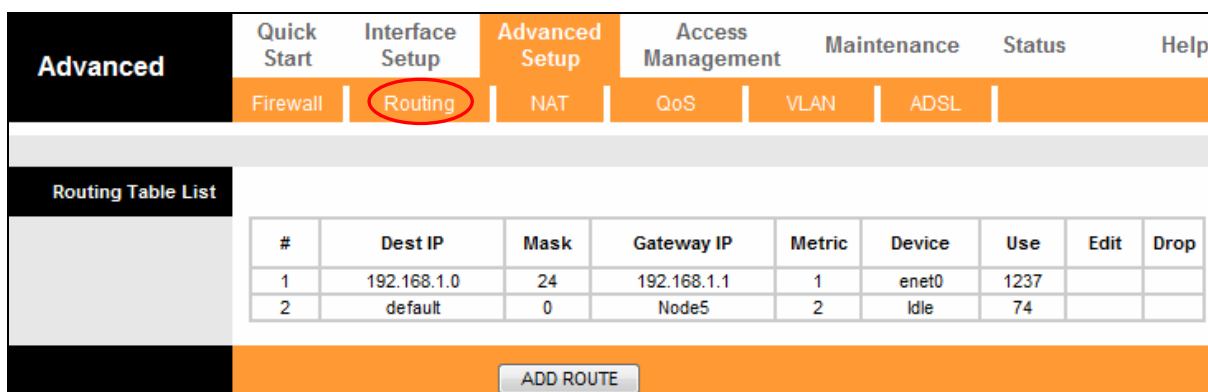 Advanced
Quick Start
Interface Setup
Advanced Setup
Access Management
Maintenance
Status
Help
Firewall
Routing
NAT
QoS
VLAN
ADSL
Routing Table List
# Dest IP Mask Gateway IP Metric Device Use Edit Drop
1 192.168.1.0 24 192.168.1.1 1 enet0 1237
2 default 0 Node5 2 Idle 74
ADD ROUTE